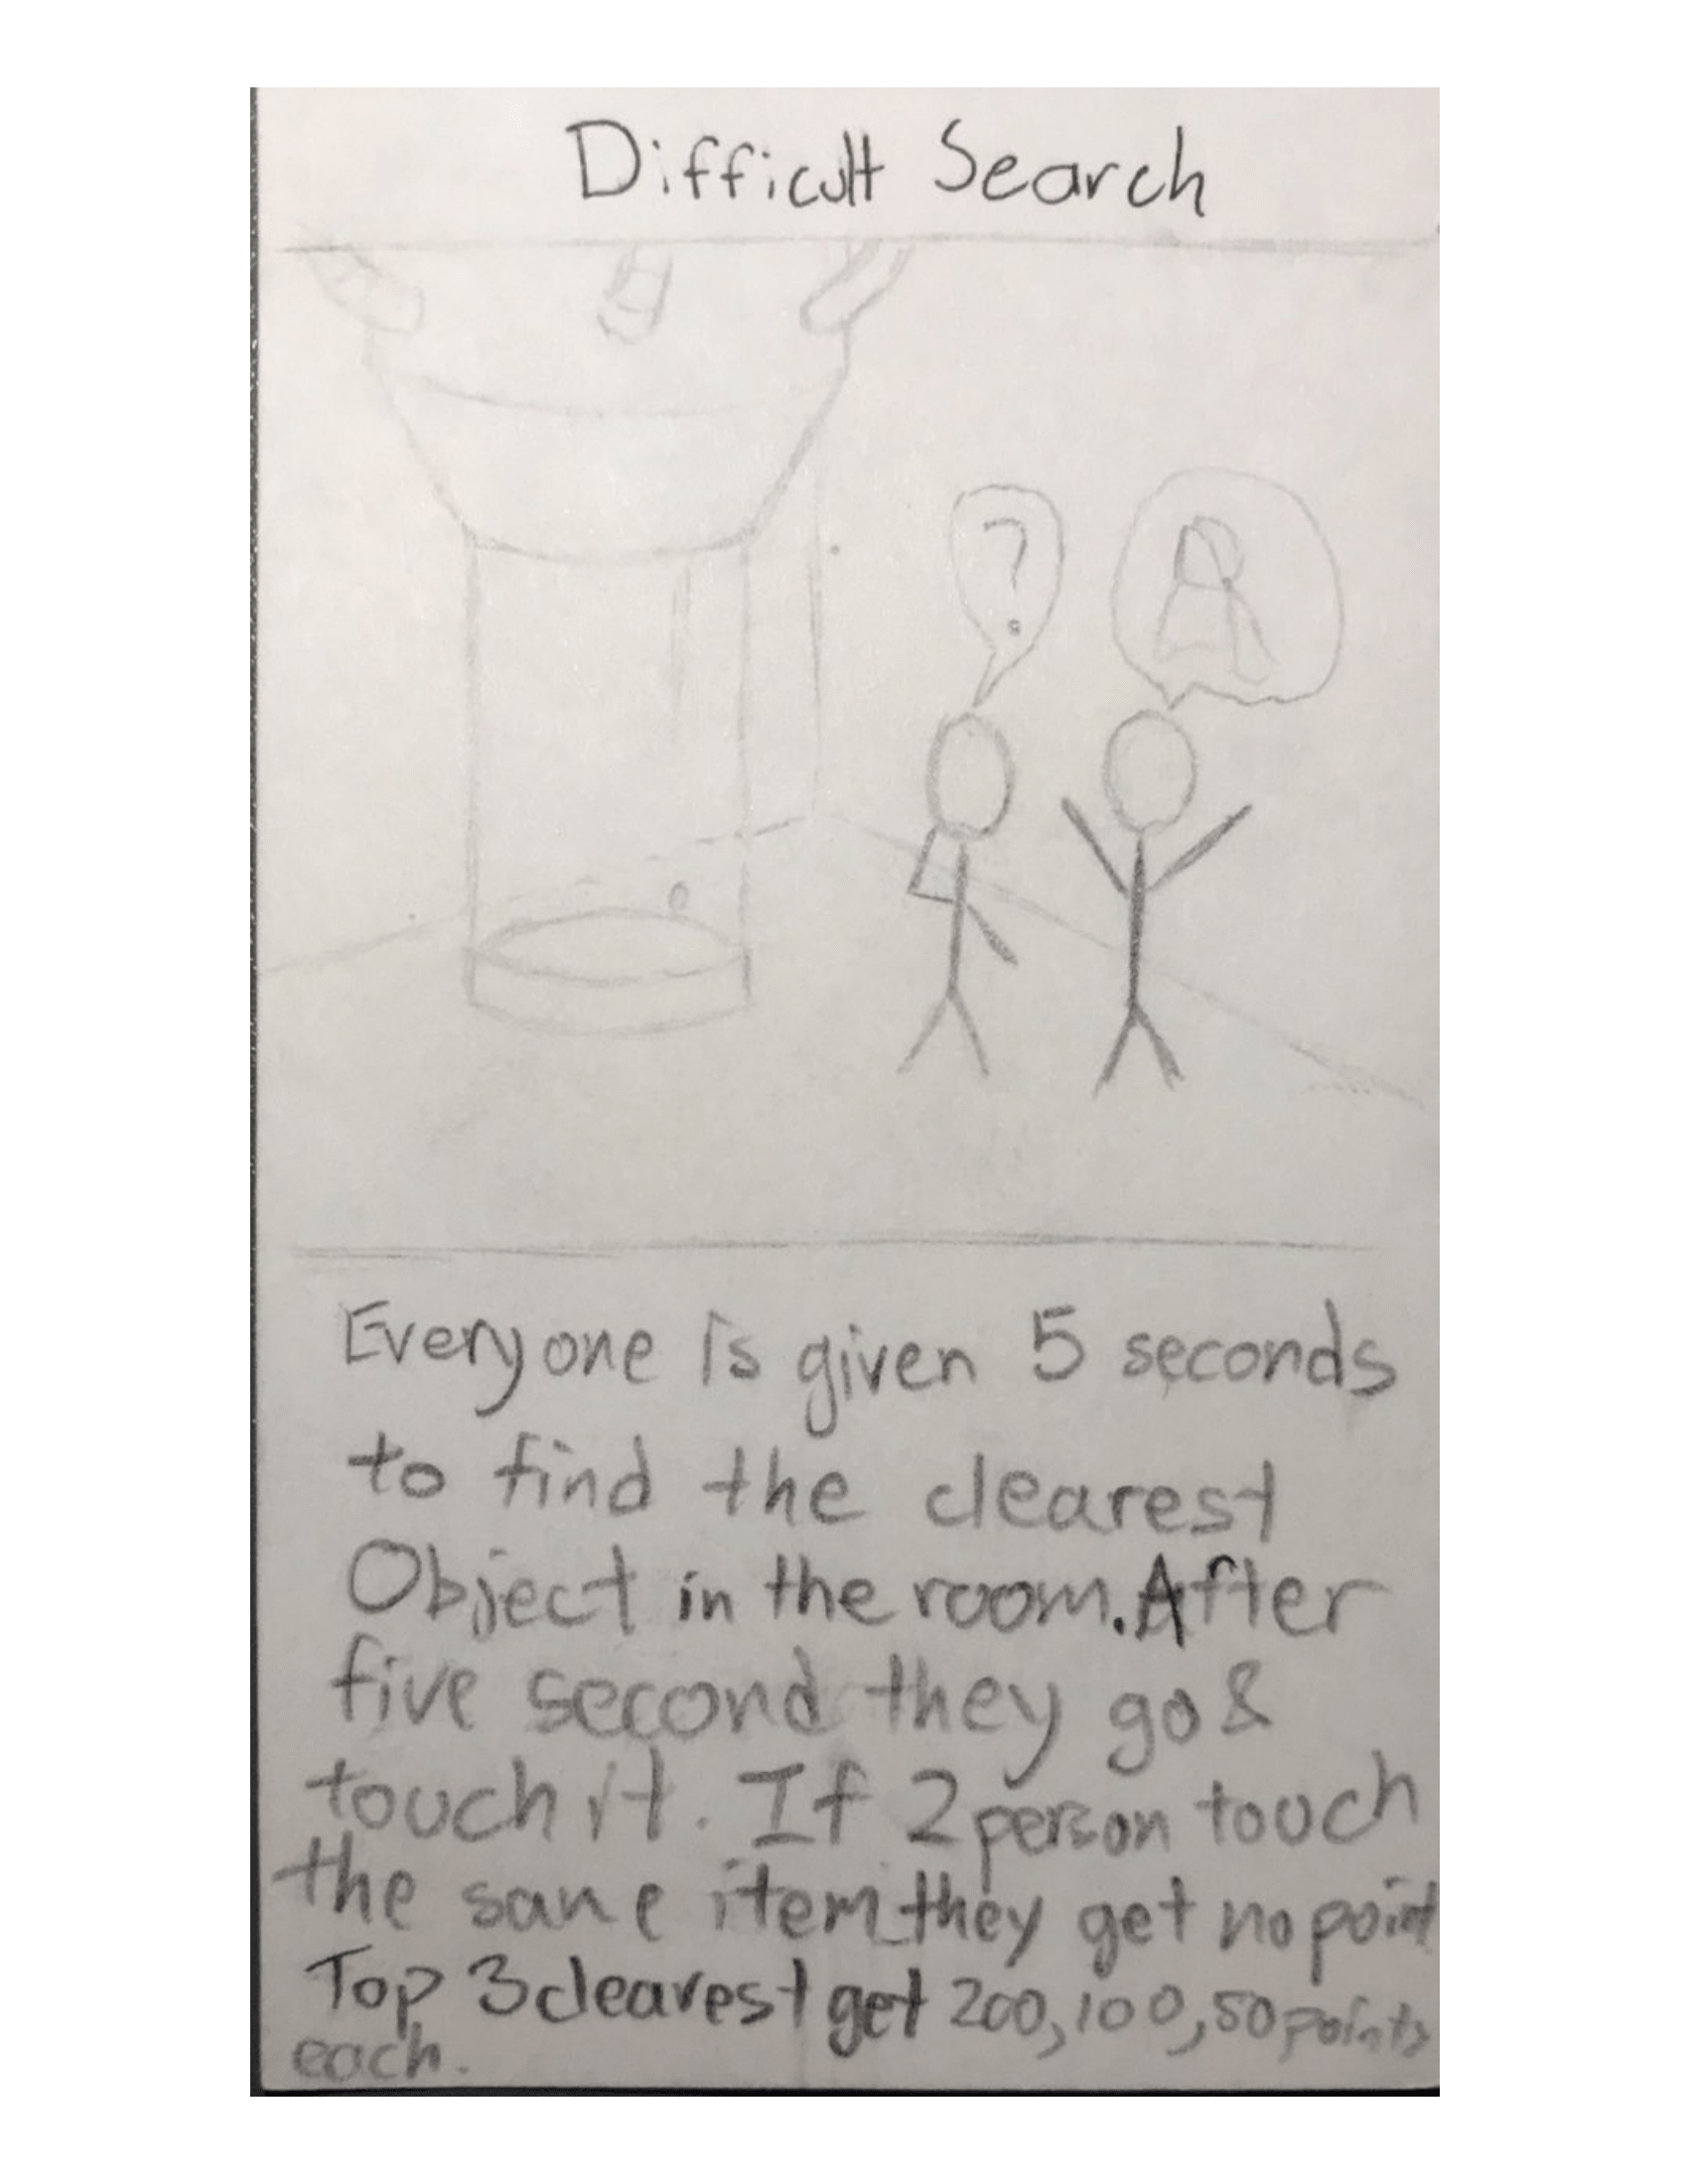 Difficult Search
?
Everyone is given 5 seconds
to find the clearest
Object in the room. After
five second they go &
touch it. If 2 person touch
the same item they get no point
Top 3 clearest get 200, 100, 50 points
each.